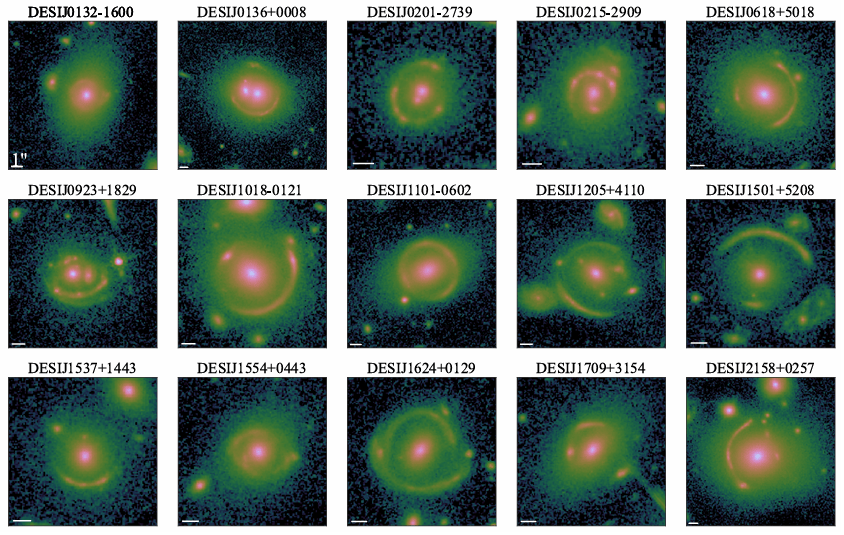 DESIJ0132-1600 DESIJ0136+0008 DESIJ0201-2739 DESIJ0215-2909 DESIJ0618+5018
1"
DESIJ0923+1829 DESIJ1018-0121 DESIJ1101-0602 DESIJ1205+4110 DESIJ1501+5208
DESIJ1537+1443 DESIJ1554+0443 DESIJ1624+0129 DESIJ1709+3154 DESIJ2158+0257